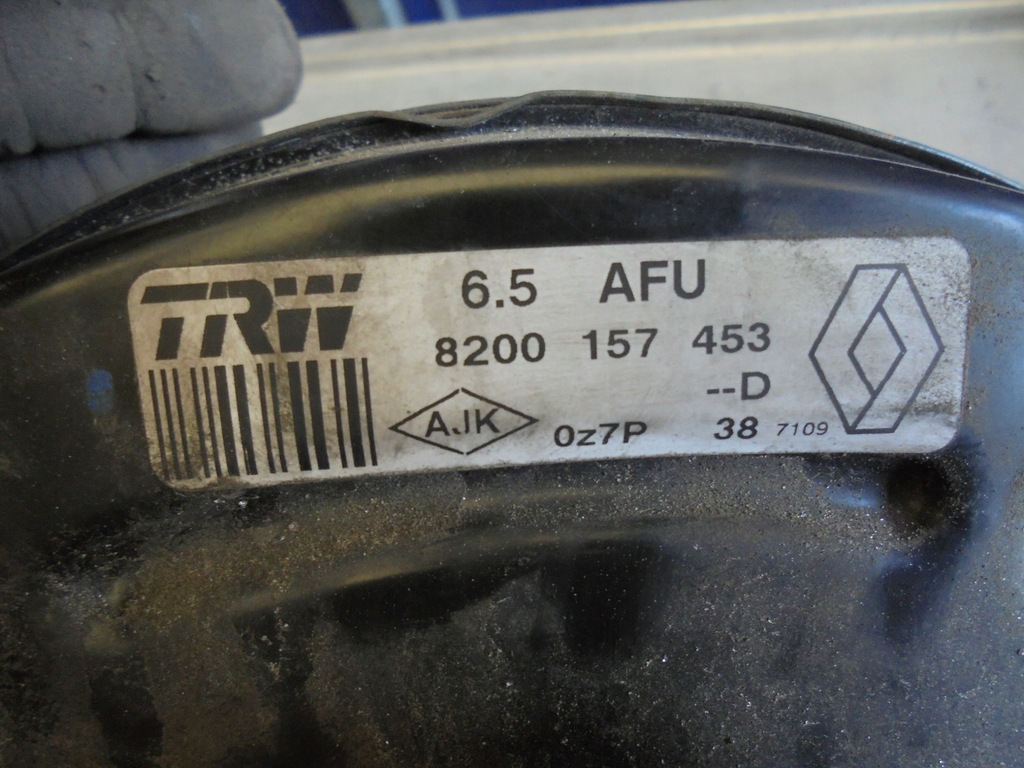 TRW 6.5 AFU
8200 157 453
--D
AJK 0z7P 38 7109